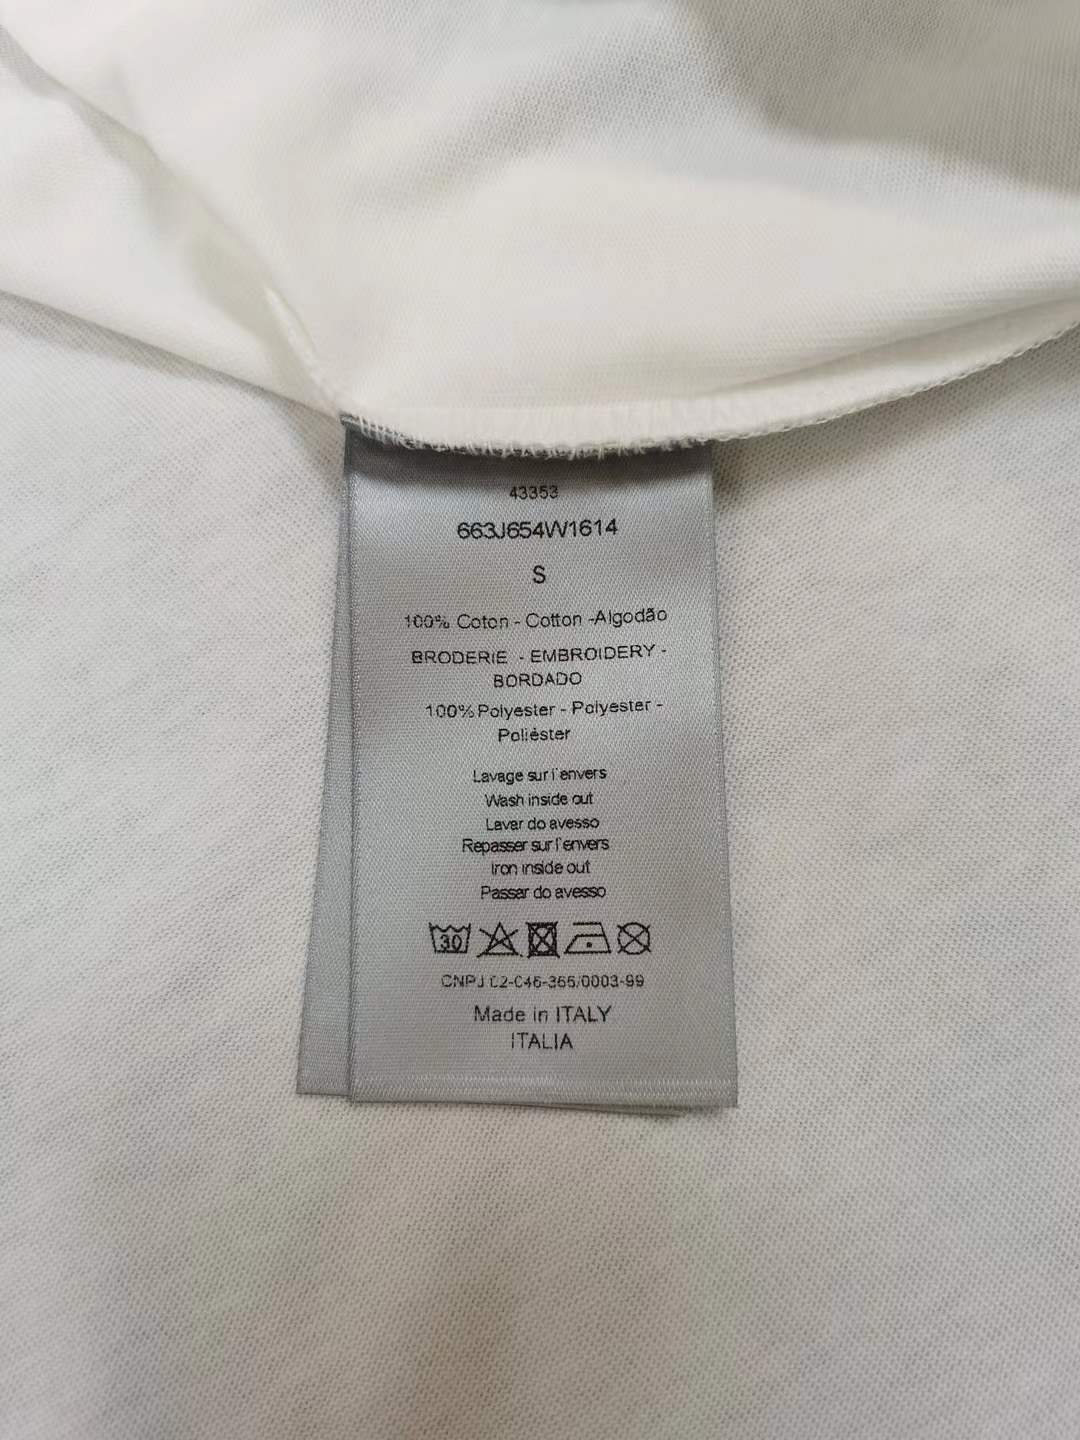 43353
663J654W1614
S
100% Coton - Cotton -Algodão
BRODERIE - EMBROIDERY -
BORDADO
100% Polyester - Polyester -
Poliéster
Lavage sur l'envers
Wash inside out
Lavar do avesso
Repasser sur l'envers
Iron inside out
Passar do avesso
30
CNPJ 02-046-365/0003-99
Made in ITALY
ITALIA